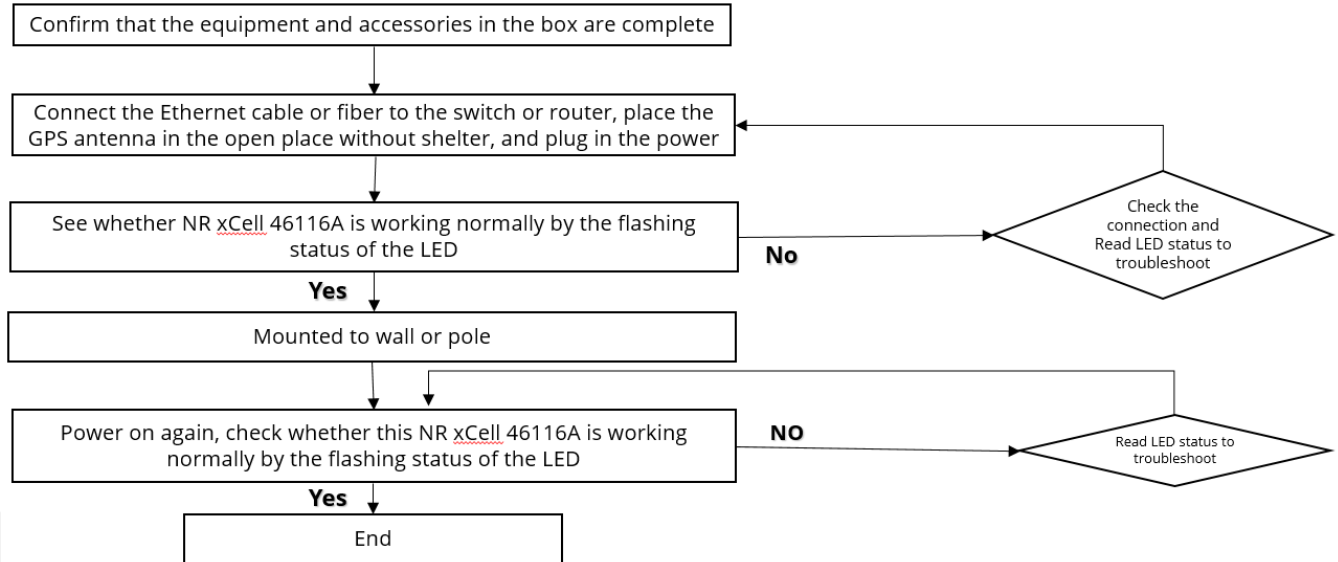 Confirm that the equipment and accessories in the box are complete
Connect the Ethernet cable or fiber to the switch or router, place the
GPS antenna in the open place without shelter, and plug in the power
See whether NR xCell 46116A is working normally by the flashing
status of the LED
No
Check the
connection and
Read LED status to
troubleshoot
Yes
Mounted to wall or pole
Power on again, check whether this NR xCell 46116A is working
normally by the flashing status of the LED
NO
Read LED status to
troubleshoot
Yes
End